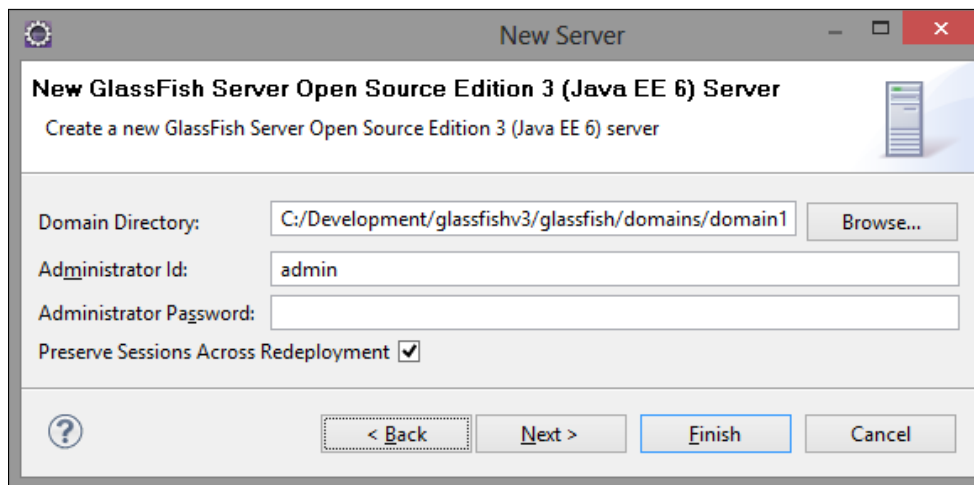 New Server
New GlassFish Server Open Source Edition 3 (Java EE 6) Server
Create a new GlassFish Server Open Source Edition 3 (Java EE 6) server
Domain Directory: C:/Development/glassfishv3/glassfish/domains/domain1 Browse...
Administrator Id: admin
Administrator Password:
Preserve Sessions Across Redeployment
? < Back Next > Finish Cancel